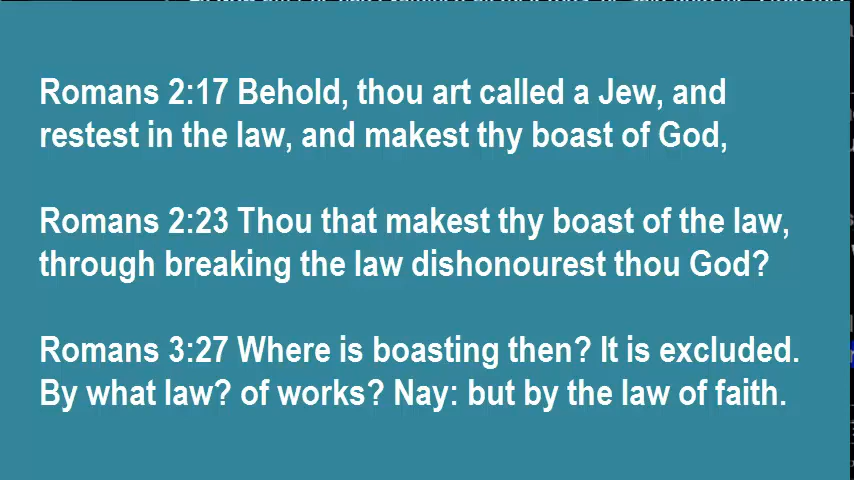 Romans 2:17 Behold, thou art called a Jew, and
restest in the law, and makest thy boast of God,
Romans 2:23 Thou that makest thy boast of the law,
through breaking the law dishonourest thou God?
Romans 3:27 Where is boasting then? It is excluded.
By what law? of works? Nay: but by the law of faith.